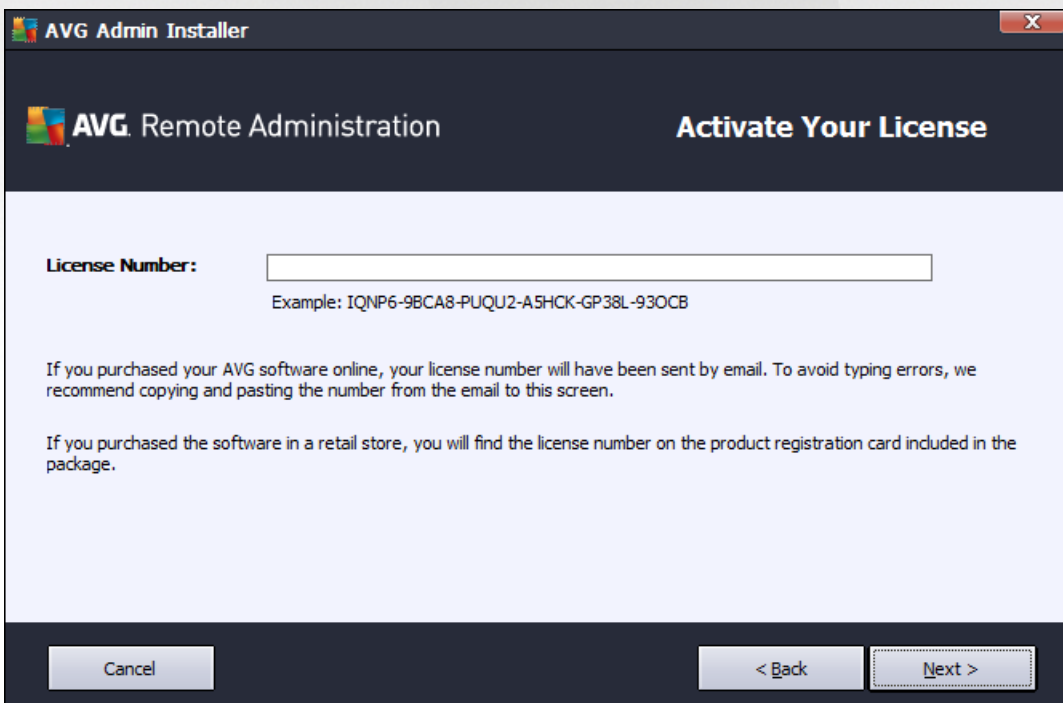 AVG Admin Installer
X
AVG. Remote Administration
Activate Your License
License Number:
Example: IQNP6-9BCA8-PUQU2-A5HCK-GP38L-93OCB
If you purchased your AVG software online, your license number will have been sent by email. To avoid typing errors, we
recommend copying and pasting the number from the email to this screen.
If you purchased the software in a retail store, you will find the license number on the product registration card included in the
package.
Cancel
< Back
Next >